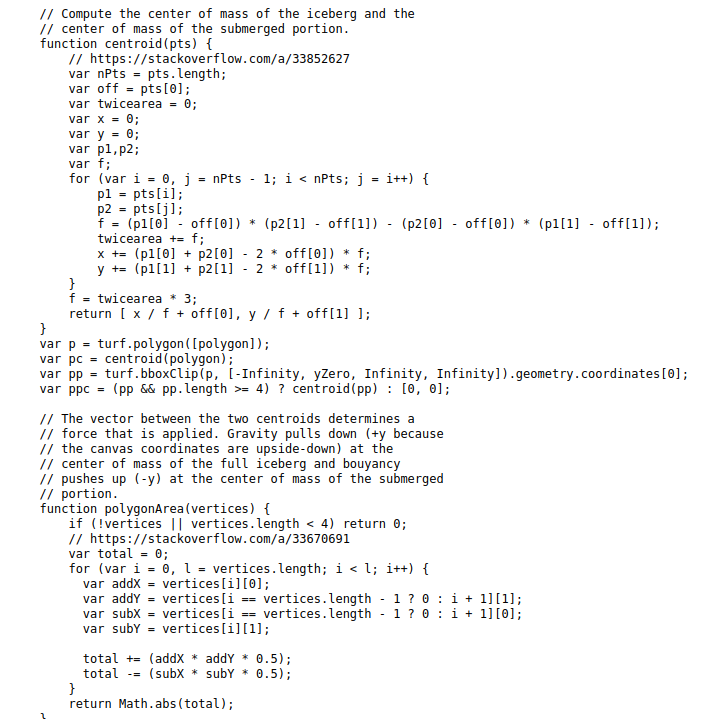 // Compute the center of mass of the iceberg and the
// center of mass of the submerged portion.
function centroid(pts) {
    // https://stackoverflow.com/a/33852627
    var nPts = pts.length;
    var off = pts[0];
    var twicearea = 0;
    var x = 0;
    var y = 0;
    var p1,p2;
    var f;
    for (var i = 0, j = nPts - 1; i < nPts; j = i++) {
        p1 = pts[i];
        p2 = pts[j];
        f = (p1[0] - off[0]) * (p2[1] - off[1]) - (p2[0] - off[0]) * (p1[1] - off[1]);
        twicearea += f;
        x += (p1[0] + p2[0] - 2 * off[0]) * f;
        y += (p1[1] + p2[1] - 2 * off[1]) * f;
    }
    f = twicearea * 3;
    return [ x / f + off[0], y / f + off[1] ];
}
var p = turf.polygon([polygon]);
var pc = centroid(polygon);
var pp = turf.bboxClip(p, [-Infinity, yZero, Infinity, Infinity]).geometry.coordinates[0];
var ppc = (pp && pp.length >= 4) ? centroid(pp) : [0, 0];

// The vector between the two centroids determines a
// force that is applied. Gravity pulls down (+y because
// the canvas coordinates are upside-down) at the
// center of mass of the full iceberg and bouyancy
// pushes up (-y) at the center of mass of the submerged
// portion.
function polygonArea(vertices) {
    if (!vertices || vertices.length < 4) return 0;
    // https://stackoverflow.com/a/33670691
    var total = 0;
    for (var i = 0, l = vertices.length; i < l; i++) {
      var addX = vertices[i][0];
      var addY = vertices[i == vertices.length - 1 ? 0 : i + 1][1];
      var subX = vertices[i == vertices.length - 1 ? 0 : i + 1][0];
      var subY = vertices[i][1];

      total += (addX * addY * 0.5);
      total -= (subX * subY * 0.5);
    }
    return Math.abs(total);
}